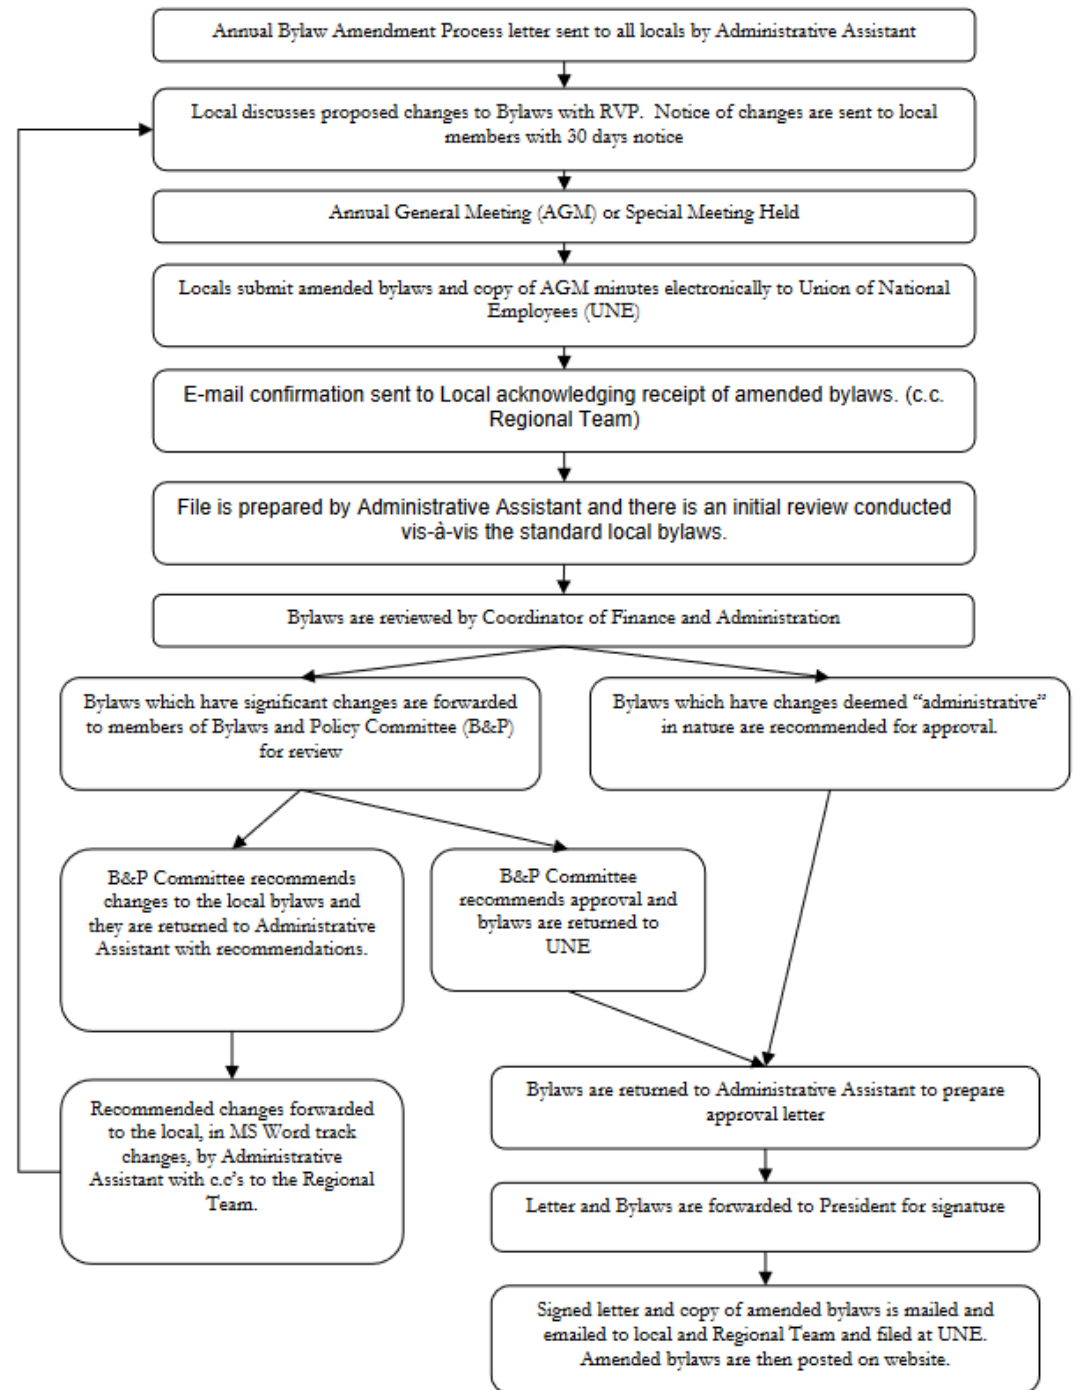 Annual Bylaw Amendment Process letter sent to all locals by Administrative Assistant
Local discusses proposed changes to Bylaws with RVP.  Notice of changes are sent to local
members with 30 days notice
Annual General Meeting (AGM) or Special Meeting Held
Locals submit amended bylaws and copy of AGM minutes electronically to Union of National
Employees (UNE)
E-mail confirmation sent to Local acknowledging receipt of amended bylaws. (c.c.
Regional Team)
File is prepared by Administrative Assistant and there is an initial review conducted
vis-à-vis the standard local bylaws.
Bylaws are reviewed by Coordinator of Finance and Administration
Bylaws which have significant changes are forwarded
to members of Bylaws and Policy Committee (B&P)
for review
Bylaws which have changes deemed “administrative”
in nature are recommended for approval.
B&P Committee recommends
changes to the local bylaws and
they are returned to Administrative
Assistant with recommendations.
B&P Committee
recommends approval and
bylaws are returned to
UNE
Recommended changes forwarded
to the local, in MS Word track
changes, by Administrative
Assistant with c.c’s to the Regional
Team.
Bylaws are returned to Administrative Assistant to prepare
approval letter
Letter and Bylaws are forwarded to President for signature
Signed letter and copy of amended bylaws is mailed and
emailed to local and Regional Team and filed at UNE.
Amended bylaws are then posted on website.